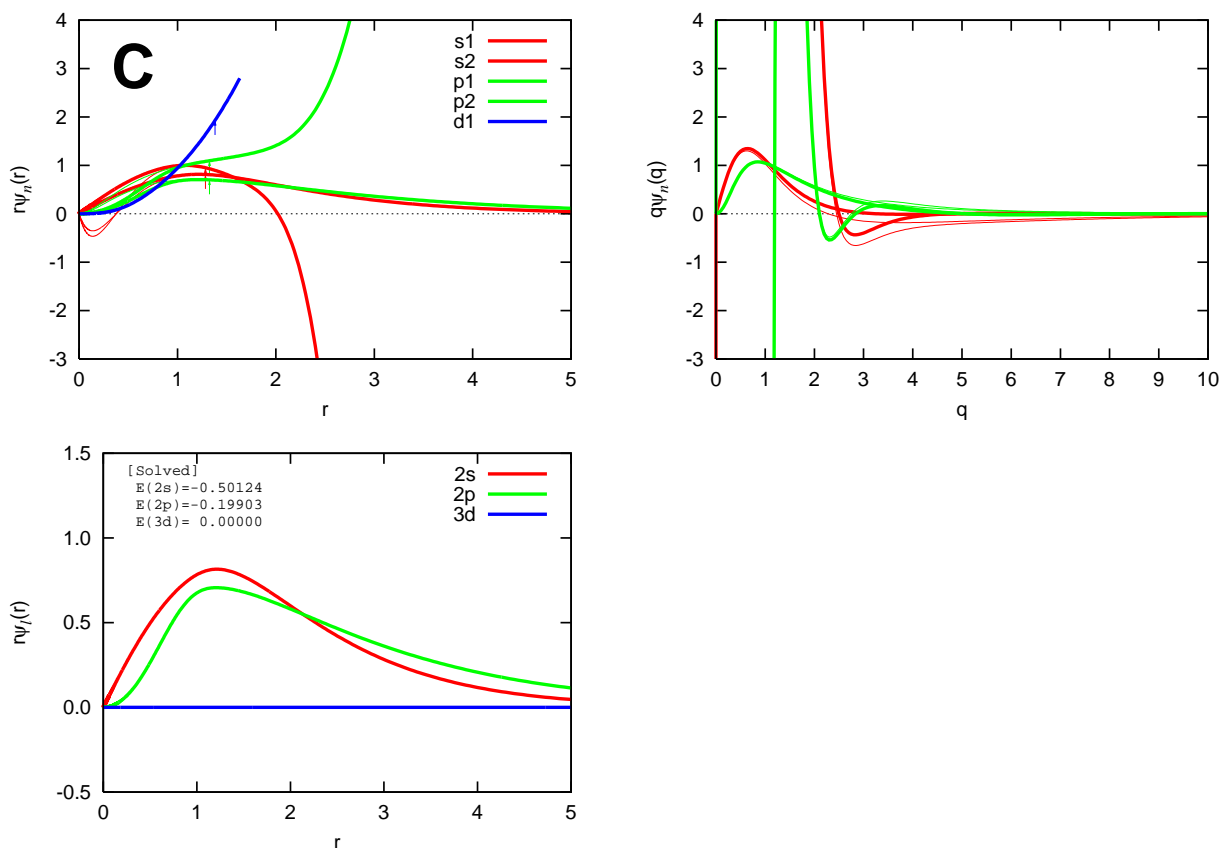 4
3
2
1
0
-1
-2
-3
0 1 2 3 4 5
rψn(r)
r
C
s1
s2
p1
p2
d1
4
3
2
1
0
-1
-2
-3
0 1 2 3 4 5 6 7 8 9 10
qψn(q)
q
1.5
1.0
0.5
0.0
-0.5
0 1 2 3 4 5
rψl(r)
r
[Solved]
E(2s)=-0.50124
E(2p)=-0.19903
E(3d)= 0.00000
2s
2p
3d